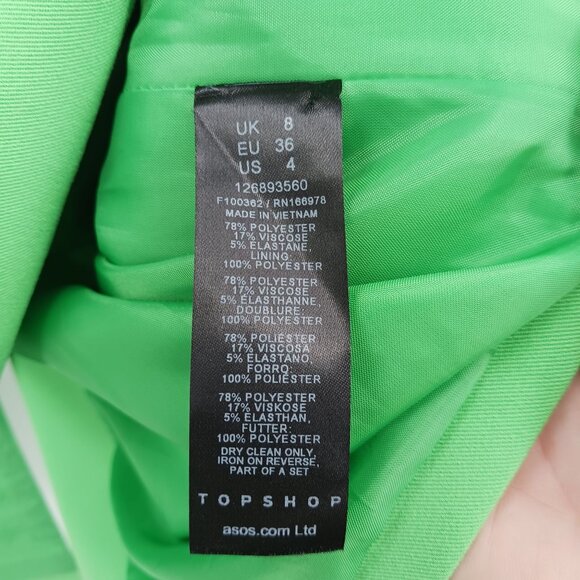 UK 8
EU 36
US 4
126893560
F100362 / RN166978
MADE IN VIETNAM
78% POLYESTER
17% VISCOSE
5% ELASTANE,
LINING:
100% POLYESTER
78% POLYESTER
17% VISCOSE
5% ELASTHANNE,
DOUBLURE:
100% POLYESTER
78% POLIÉSTER
17% VISCOSA
5% ELASTANO,
FORRO:
100% POLIÉSTER
78% POLYESTER
17% VISKOSE
5% ELASTHAN,
FUTTER:
100% POLYESTER
DRY CLEAN ONLY,
IRON ON REVERSE,
PART OF A SET
TOPSHOP
asos.com Ltd